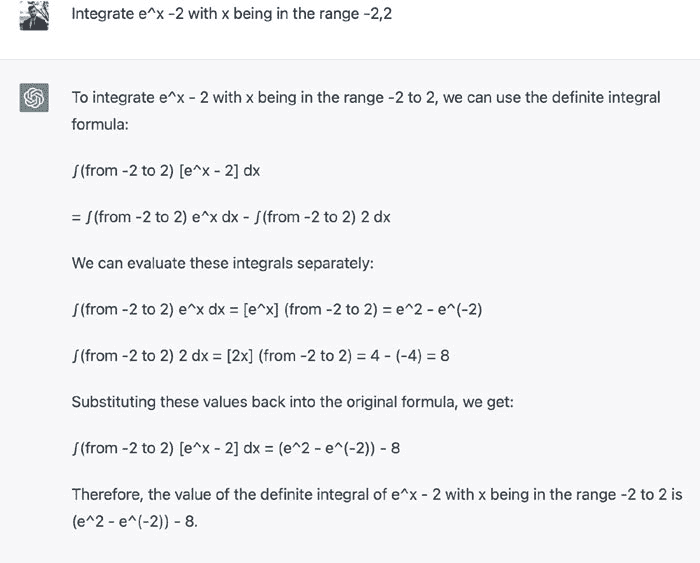 Integrate e^x -2 with x being in the range -2,2
To integrate e^x - 2 with x being in the range -2 to 2, we can use the definite integral
formula:
∫(from -2 to 2) [e^x - 2] dx
= ∫(from -2 to 2) e^x dx - ∫(from -2 to 2) 2 dx
We can evaluate these integrals separately:
∫(from -2 to 2) e^x dx = [e^x] (from -2 to 2) = e^2 - e^(-2)
∫(from -2 to 2) 2 dx = [2x] (from -2 to 2) = 4 - (-4) = 8
Substituting these values back into the original formula, we get:
∫(from -2 to 2) [e^x - 2] dx = (e^2 - e^(-2)) - 8
Therefore, the value of the definite integral of e^x - 2 with x being in the range -2 to 2 is
(e^2 - e^(-2)) - 8.